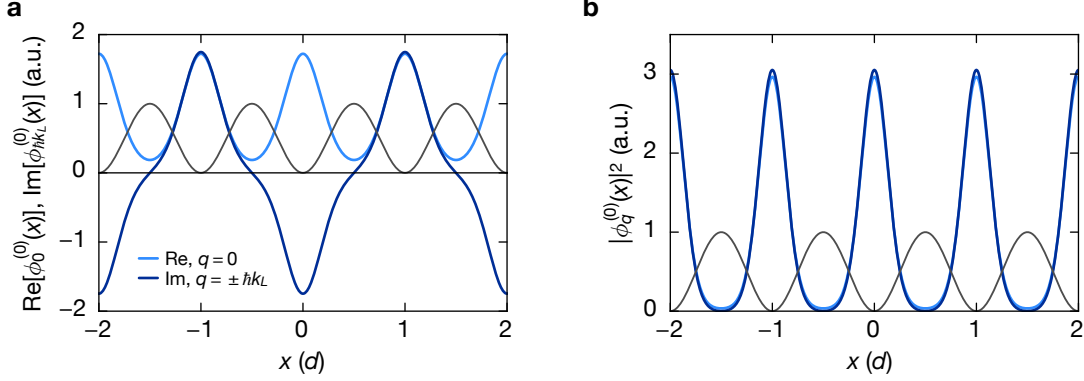 a
Re[ϕ₀⁽⁰⁾(x)], Im[ϕ⁽⁰⁾ħkL(x)] (a.u.)
2
1
0
−1
−2
Re, q = 0
Im, q = ± ħkL
−2
−1
0
1
2
x (d)
b
|ϕq⁽⁰⁾(x)|² (a.u.)
3
2
1
0
−2
−1
0
1
2
x (d)